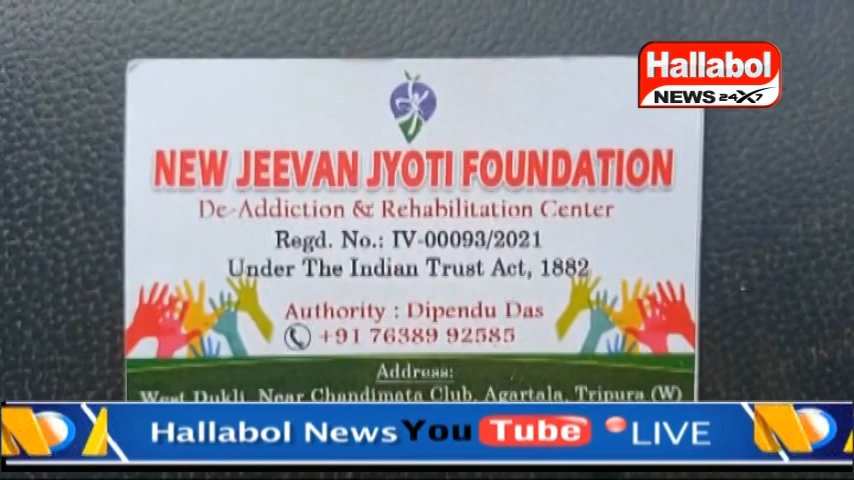 Hallabol
NEWS 24X7
NEW JEEVAN JYOTI FOUNDATION
De-Addiction & Rehabilitation Center
Regd. No.: IV-00093/2021
Under The Indian Trust Act, 1882
Authority : Dipendu Das
+91 76389 92585
Address:
West Dukli, Near Chandimata Club, Agartala, Tripura (W)
Hallabol News You Tube LIVE